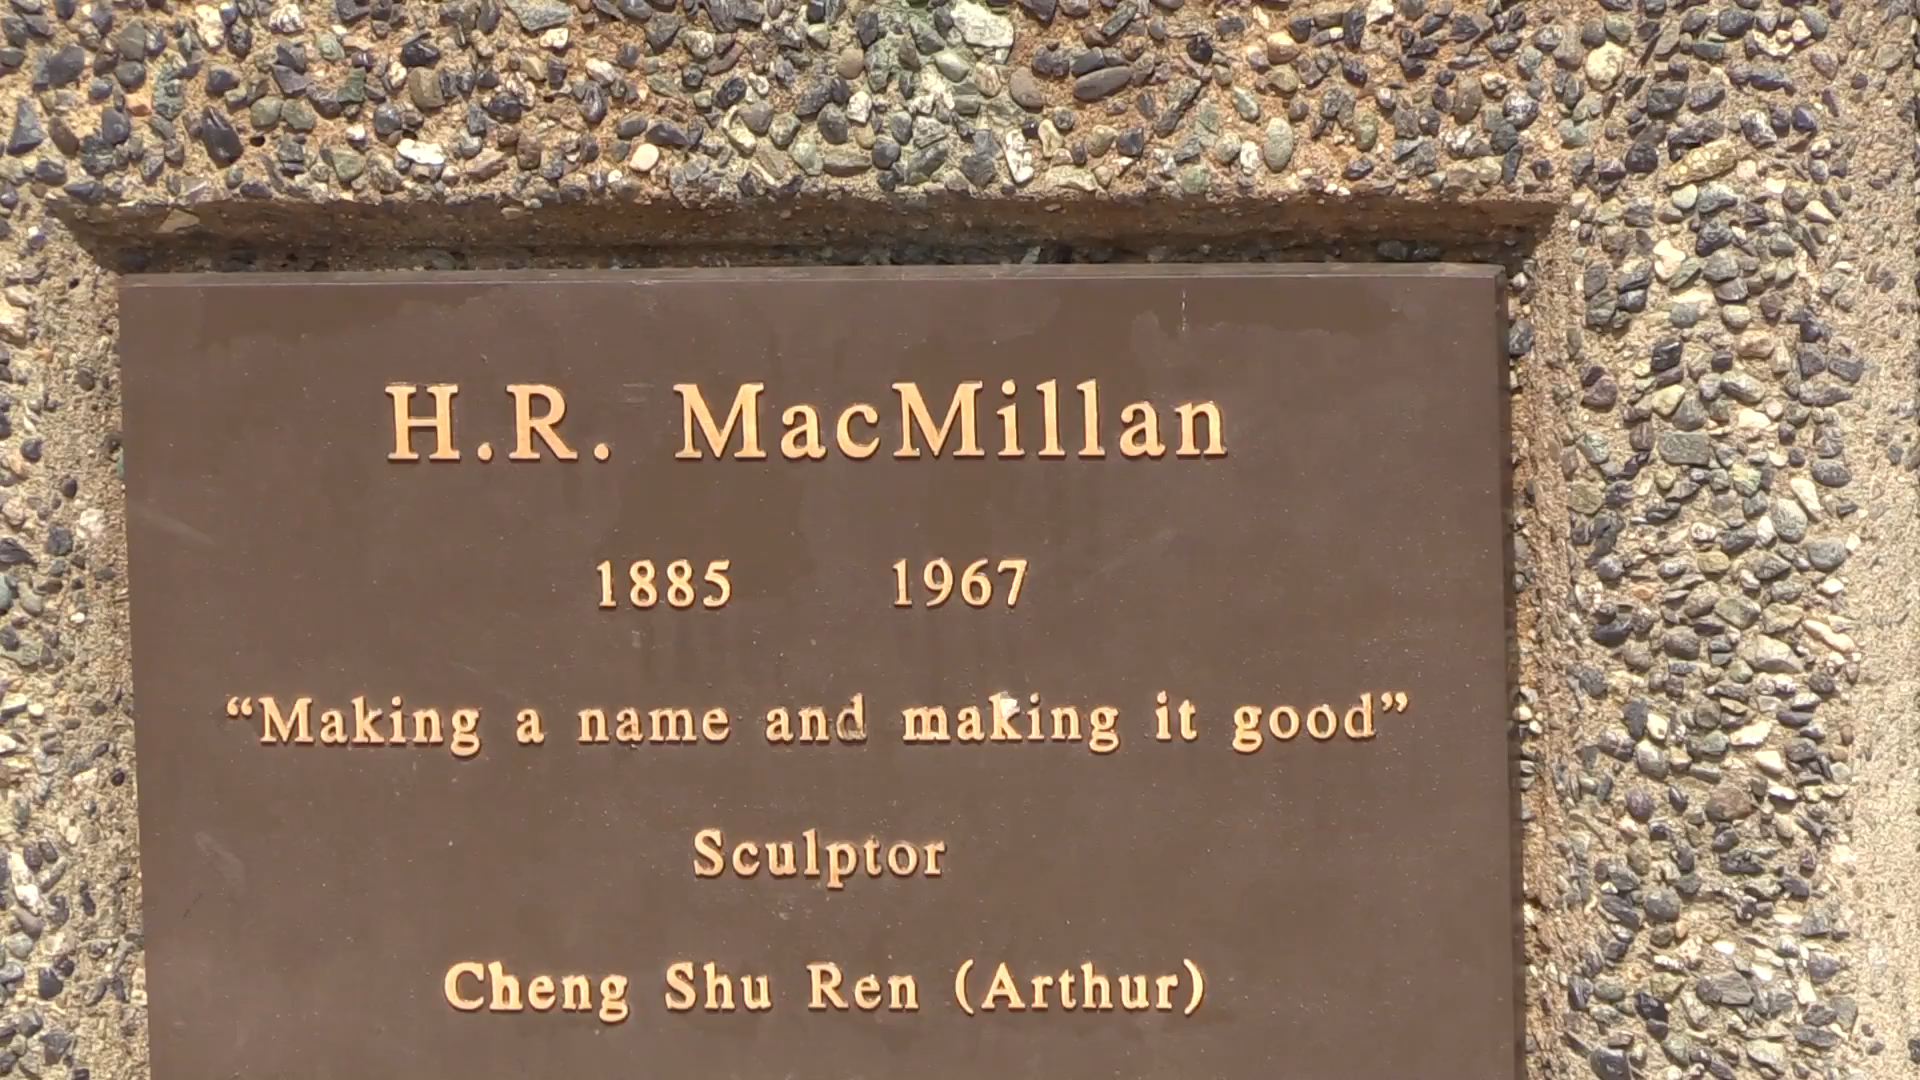 H.R. MacMillan
1885 1967
“Making a name and making it good”
Sculptor
Cheng Shu Ren (Arthur)